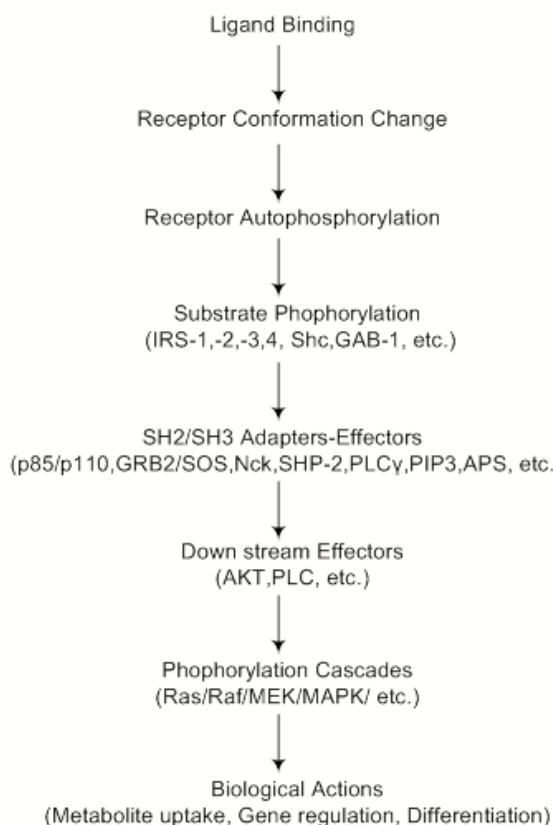 Ligand Binding
Receptor Conformation Change
Receptor Autophosphorylation
Substrate Phophorylation
(IRS-1,-2,-3,4, Shc,GAB-1, etc.)
SH2/SH3 Adapters-Effectors
(p85/p110,GRB2/SOS,Nck,SHP-2,PLCγ,PIP3,APS, etc.
Down stream Effectors
(AKT,PLC, etc.)
Phophorylation Cascades
(Ras/Raf/MEK/MAPK/ etc.)
Biological Actions
(Metabolite uptake, Gene regulation, Differentiation)